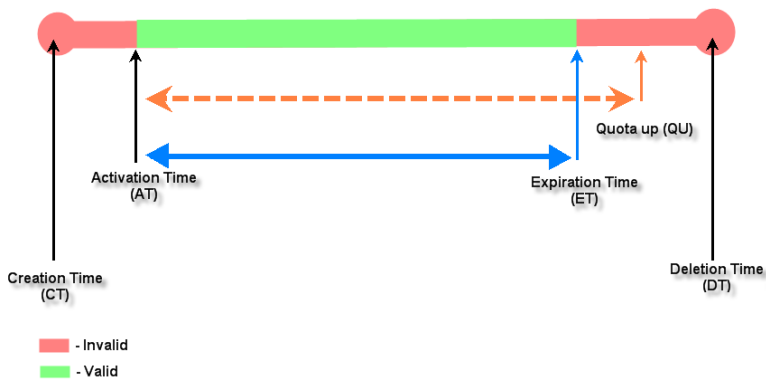 Quota up (QU)
Activation Time
(AT)
Expiration Time
(ET)
Creation Time
(CT)
Deletion Time
(DT)
- Invalid
- Valid